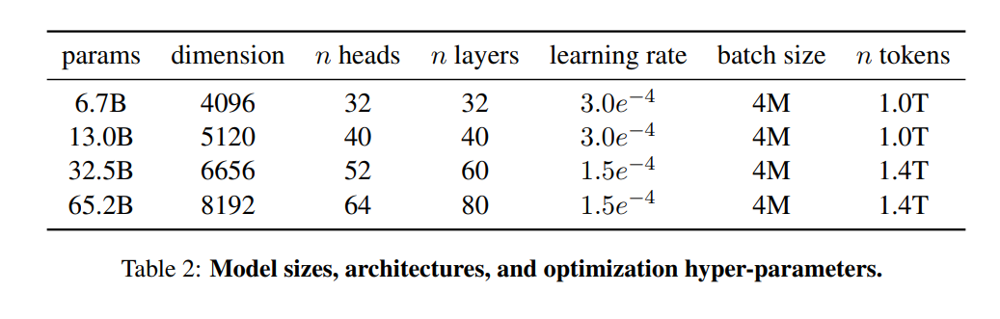 params dimension n heads n layers learning rate batch size n tokens
6.7B 4096 32 32 3.0e⁻⁴ 4M 1.0T
13.0B 5120 40 40 3.0e⁻⁴ 4M 1.0T
32.5B 6656 52 60 1.5e⁻⁴ 4M 1.4T
65.2B 8192 64 80 1.5e⁻⁴ 4M 1.4T
Table 2: Model sizes, architectures, and optimization hyper-parameters.